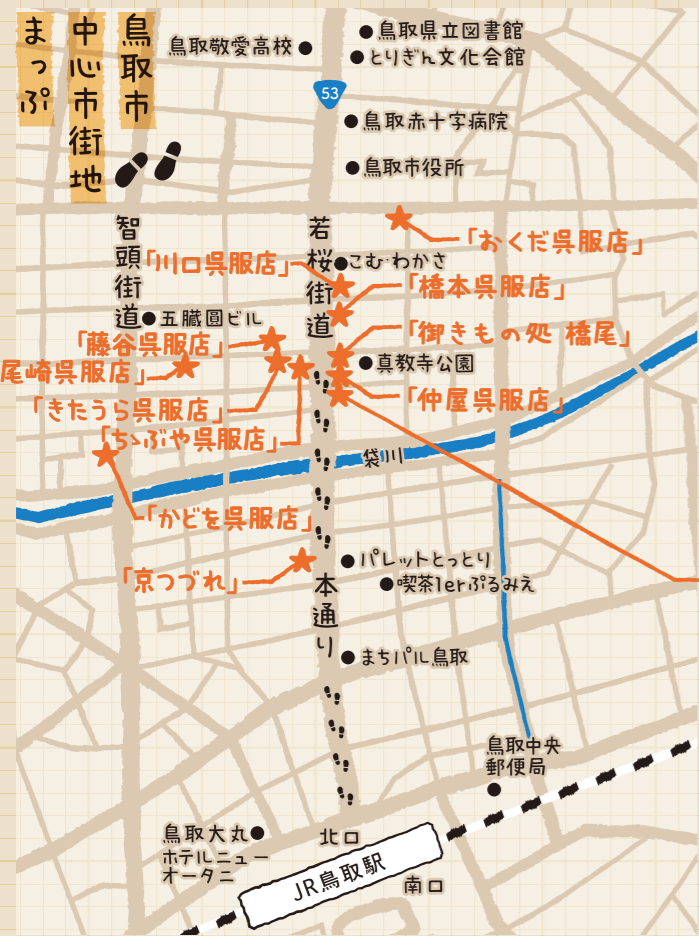 鳥取市
中心市街地
まっぷ
鳥取敬愛高校
鳥取県立図書館
とりぎん文化会館
53
鳥取赤十字病院
鳥取市役所
智頭街道
若桜街道
「おくだ呉服店」
「川口呉服店」
こむ・わかさ
「橋本呉服店」
五臓圓ビル
「御きもの処 橋尾」
「藤谷呉服店」
真教寺公園
尾崎呉服店」
「きたうら呉服店」
「仲屋呉服店」
「ちゝぶや呉服店」
袋川
「かどを呉服店」
パレットとっとり
「京つづれ」
喫茶1erぷるみえ
本通り
まちパル鳥取
鳥取中央
郵便局
鳥取大丸
ホテルニュー
オータニ
北口
JR鳥取駅
南口